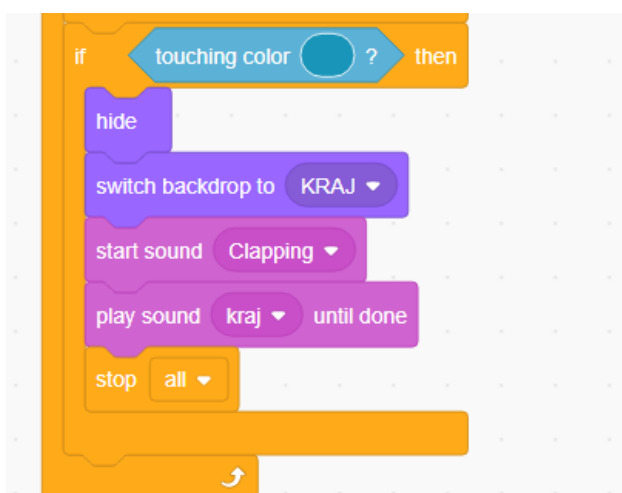 if touching color ? then
hide
switch backdrop to KRAJ
start sound Clapping
play sound kraj until done
stop all